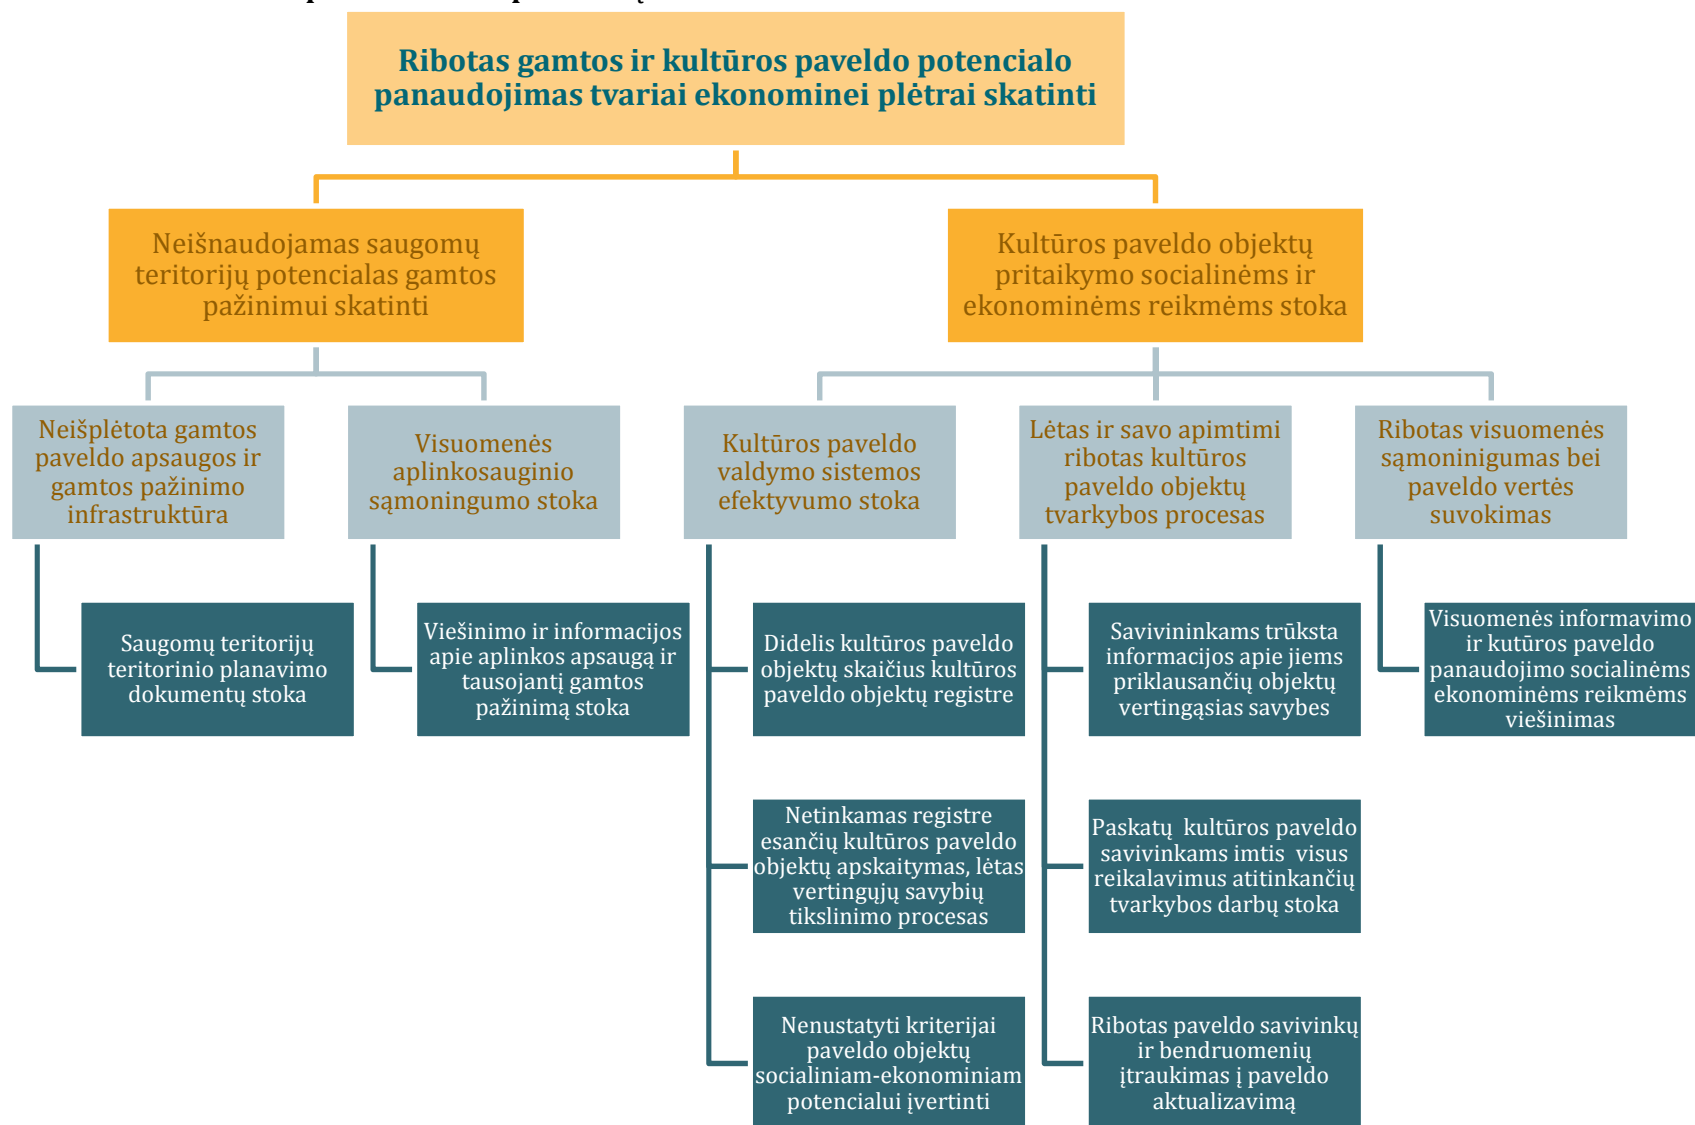 Ribotas gamtos ir kultūros paveldo potencialo
panaudojimas tvariai ekonominei plėtrai skatinti
Neišnaudojamas saugomų
teritorijų potencialas gamtos
pažinimui skatinti
Kultūros paveldo objektų
pritaikymo socialinėms ir
ekonominėms reikmėms stoka
Neišplėtota gamtos
paveldo apsaugos ir
gamtos pažinimo
infrastruktūra
Visuomenės
aplinkosauginio
sąmoningumo stoka
Kultūros paveldo
valdymo sistemos
efektyvumo stoka
Lėtas ir savo apimtimi
ribotas kultūros
paveldo objektų
tvarkybos procesas
Ribotas visuomenės
sąmoninigumas bei
paveldo vertės
suvokimas
Saugomų teritorijų
teritorinio planavimo
dokumentų stoka
Viešinimo ir informacijos
apie aplinkos apsaugą ir
tausojantį gamtos
pažinimą stoka
Didelis kultūros paveldo
objektų skaičius kultūros
paveldo objektų registre
Savivininkams trūksta
informacijos apie jiems
priklausančių objektų
vertingąsias savybes
Visuomenės informavimo
ir kutūros paveldo
panaudojimo socialinėms
ekonominėms reikmėms
viešinimas
Netinkamas registre
esančių kultūros paveldo
objektų apskaitymas, lėtas
vertingųjų savybių
tikslinimo procesas
Paskatų kultūros paveldo
savivinkams imtis visus
reikalavimus atitinkančių
tvarkybos darbų stoka
Nenustatyti kriterijai
paveldo objektų
socialiniam-ekonominiam
potencialui įvertinti
Ribotas paveldo savivinkų
ir bendruomenių
įtraukimas į paveldo
aktualizavimą